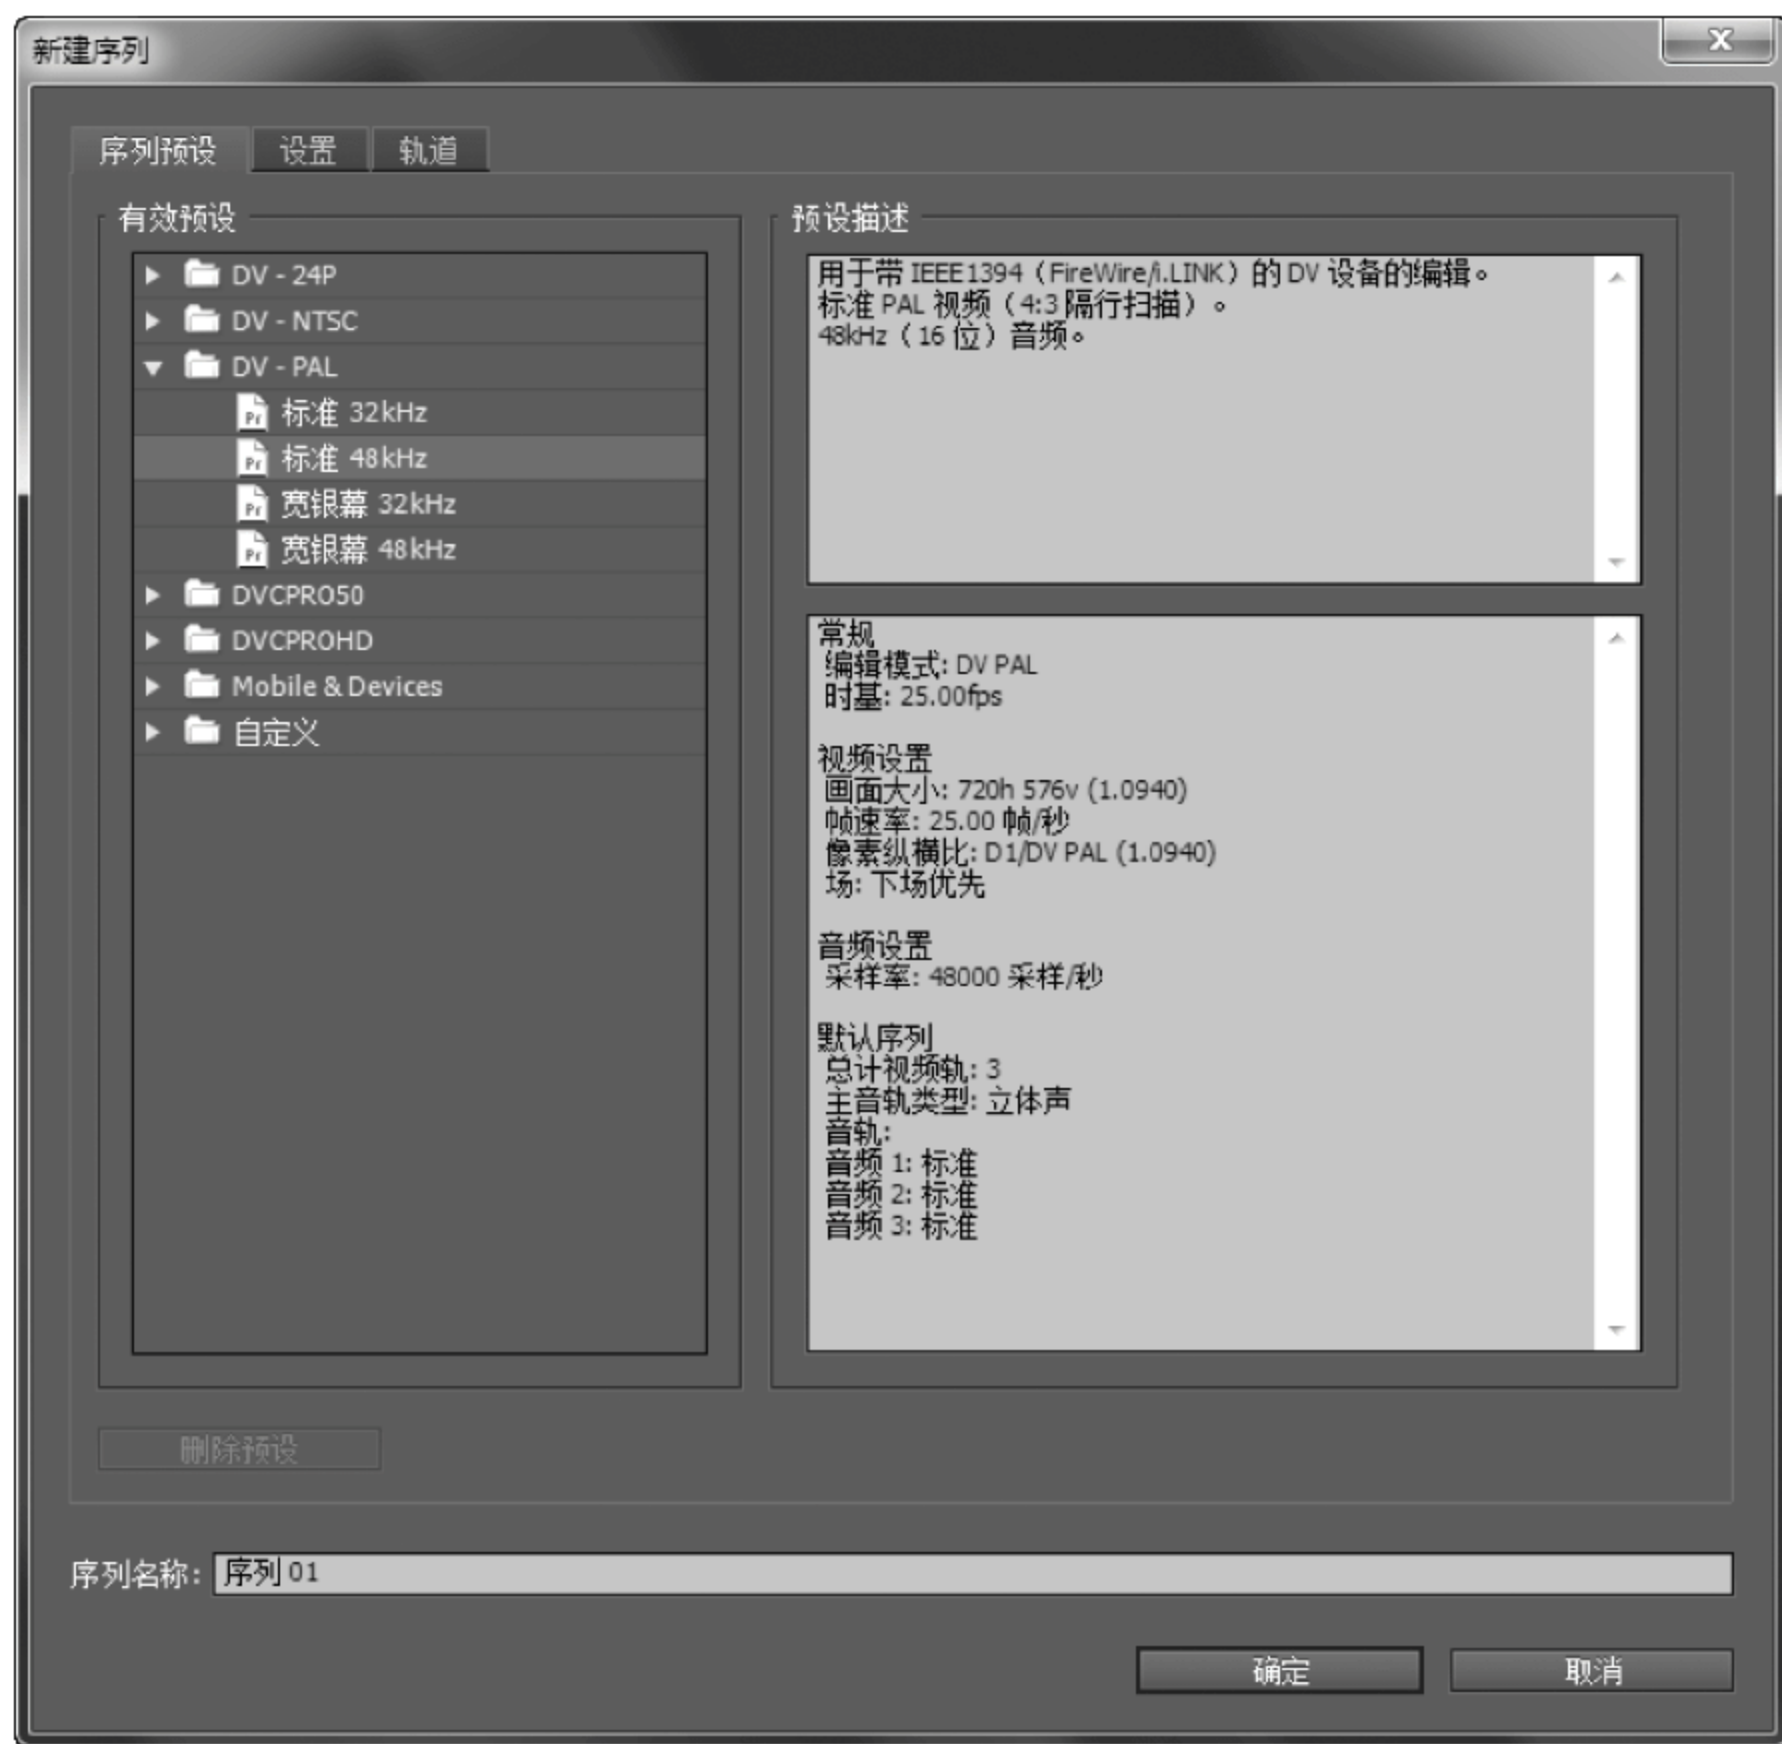 新建序列
序列预设 设置 轨道
有效预设
DV - 24P
DV - NTSC
DV - PAL
标准 32kHz
标准 48kHz
宽银幕 32kHz
宽银幕 48kHz
DVCPRO50
DVCPROHD
Mobile & Devices
自定义
删除预设
预设描述
用于带 IEEE1394（FireWire/i.LINK）的 DV 设备的编辑。
标准 PAL 视频（4:3 隔行扫描）。
48kHz（16 位）音频。
常规
编辑模式: DV PAL
时基: 25.00fps
视频设置
画面大小: 720h 576v (1.0940)
帧速率: 25.00 帧/秒
像素纵横比: D1/DV PAL (1.0940)
场: 下场优先
音频设置
采样率: 48000 采样/秒
默认序列
总计视频轨: 3
主音轨类型: 立体声
音轨:
音频 1: 标准
音频 2: 标准
音频 3: 标准
序列名称: 序列 01
确定 取消